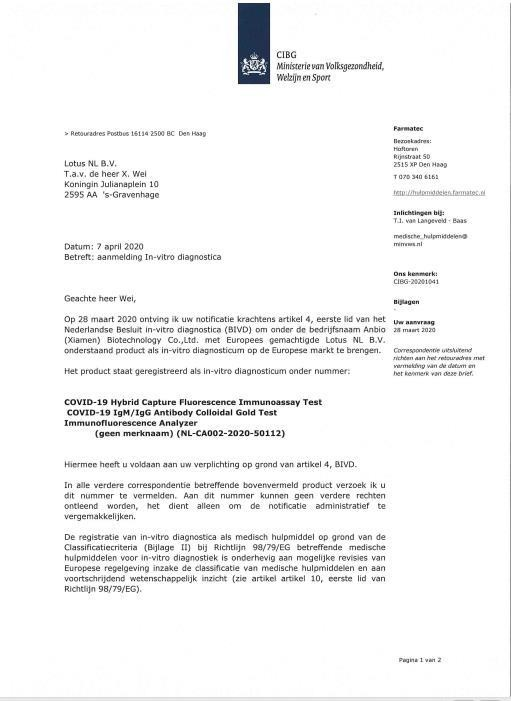 CIBG
Ministerie van Volksgezondheid,
Welzijn en Sport
> Retouradres Postbus 16114 2500 BC Den Haag
Lotus NL B.V.
T.a.v. de heer X. Wei
Koningin Julianaplein 10
2595 AA 's-Gravenhage
Datum: 7 april 2020
Betreft: aanmelding In-vitro diagnostica
Farmatec
Bezoekadres:
Hoftoren
Rijnstraat 50
2515 XP Den Haag
T 070 340 6161
http://hulpmiddelen.farmatec.nl
Inlichtingen bij:
T.I. van Langeveld - Baas
medische_hulpmiddelen@
minvws.nl
Ons kenmerk:
CIBG-20201041
Bijlagen
-
Uw aanvraag
28 maart 2020
Correspondentie uitsluitend
richten aan het retouradres met
vermelding van de datum en
het kenmerk van deze brief.
Geachte heer Wei,
Op 28 maart 2020 ontving ik uw notificatie krachtens artikel 4, eerste lid van het
Nederlandse Besluit in-vitro diagnostica (BIVD) om onder de bedrijfsnaam Anbio
(Xiamen) Biotechnology Co.,Ltd. met Europees gemachtigde Lotus NL B.V.
onderstaand product als in-vitro diagnosticum op de Europese markt te brengen.
Het product staat geregistreerd als in-vitro diagnosticum onder nummer:
COVID-19 Hybrid Capture Fluorescence Immunoassay Test
COVID-19 IgM/IgG Antibody Colloidal Gold Test
Immunofluorescence Analyzer
(geen merknaam) (NL-CA002-2020-50112)
Hiermee heeft u voldaan aan uw verplichting op grond van artikel 4, BIVD.
In alle verdere correspondentie betreffende bovenvermeld product verzoek ik u
dit nummer te vermelden. Aan dit nummer kunnen geen verdere rechten
ontleend worden, het dient alleen om de notificatie administratief te
vergemakkelijken.
De registratie van in-vitro diagnostica als medisch hulpmiddel op grond van de
Classificatiecriteria (Bijlage II) bij Richtlijn 98/79/EG betreffende medische
hulpmiddelen voor in-vitro diagnostiek is onderhevig aan mogelijke revisies van
Europese regelgeving inzake de classificatie van medische hulpmiddelen en aan
voortschrijdend wetenschappelijk inzicht (zie artikel artikel 10, eerste lid van
Richtlijn 98/79/EG).
Pagina 1 van 2